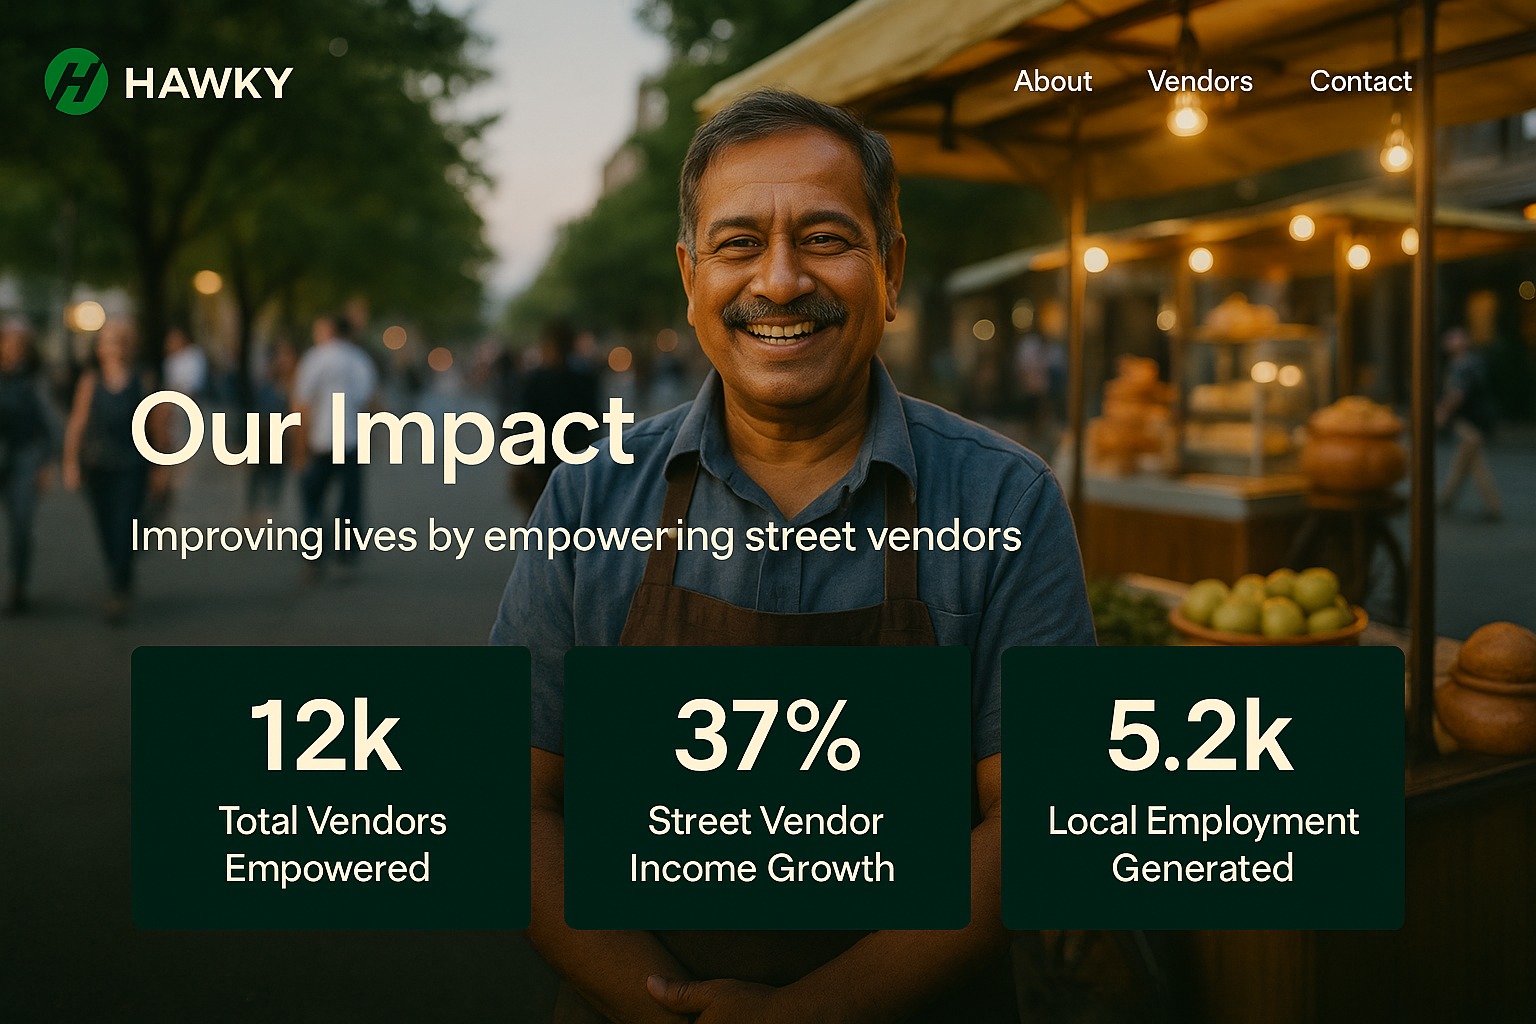 HAWKY
About Vendors Contact
Our Impact
Improving lives by empowering street vendors
12k
Total Vendors
Empowered
37%
Street Vendor
Income Growth
5.2k
Local Employment
Generated